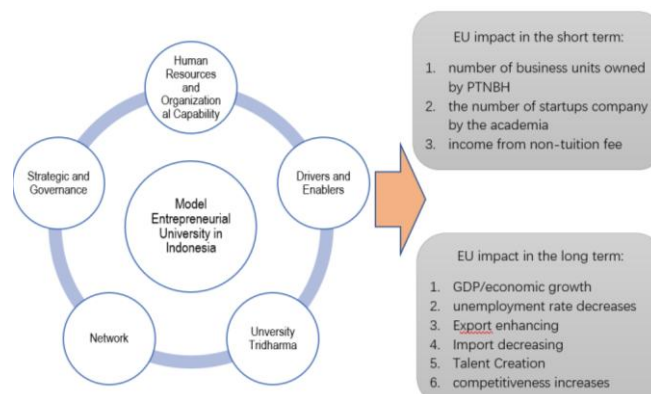 Human
Resources
and
Organization
al Capability
Strategic and
Governance
Drivers and
Enablers
Model
Entrepreneurial
University in
Indonesia
Network
Unversity
Tridharma
EU impact in the short term:
1. number of business units owned
by PTNBH
2. the number of startups company
by the academia
3. income from non-tuition fee
EU impact in the long term:
1. GDP/economic growth
2. unemployment rate decreases
3. Export enhancing
4. Import decreasing
5. Talent Creation
6. competitiveness increases